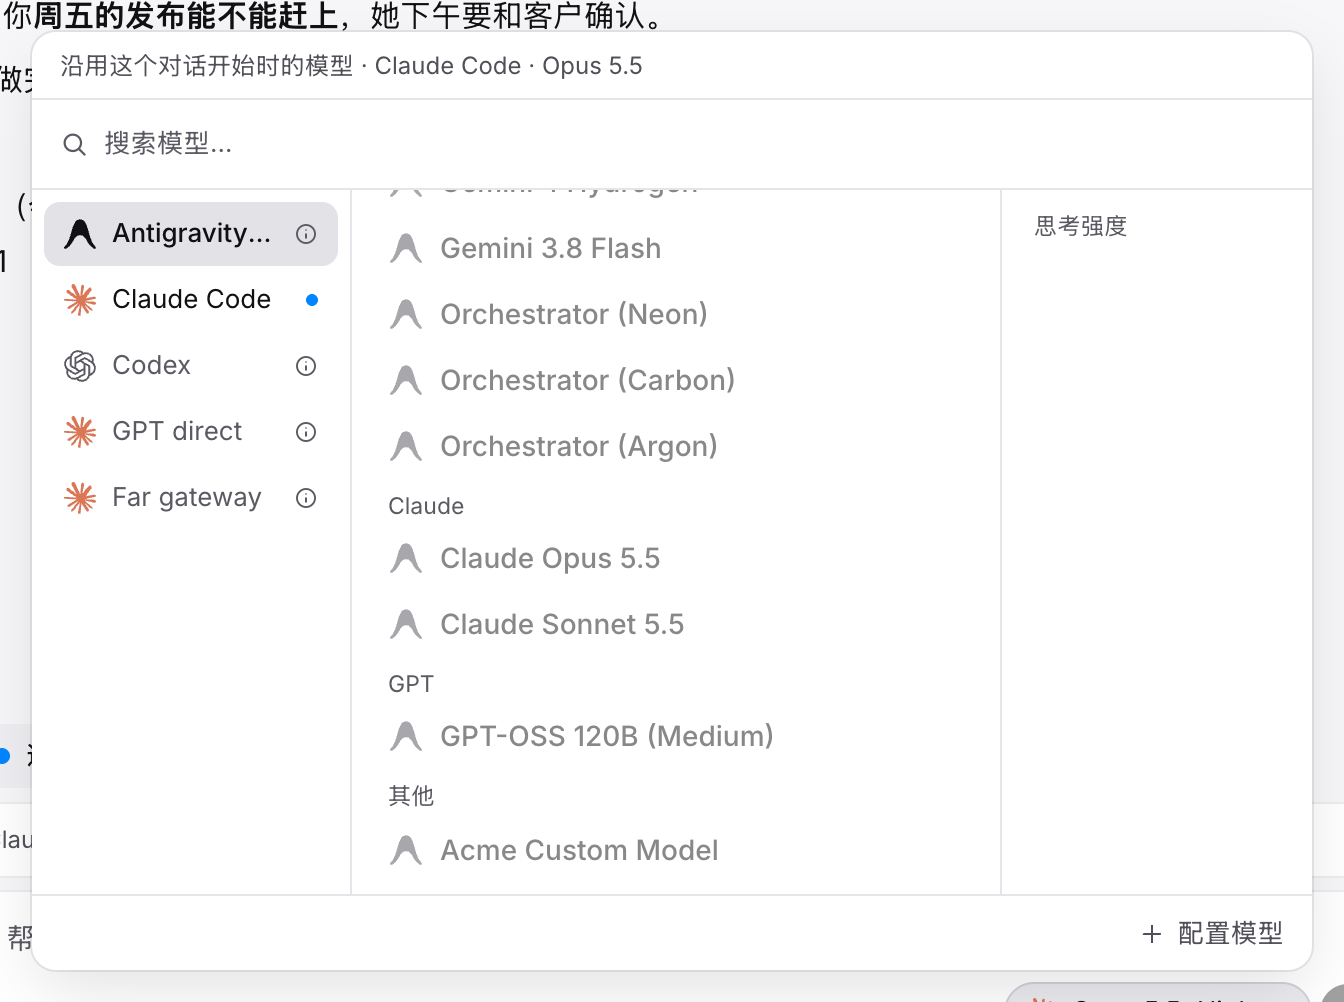 你周五的发布能不能赶上，她下午要和客户确认。
沿用这个对话开始时的模型 · Claude Code · Opus 5.5
搜索模型...
Antigravity...
Claude Code
Codex
GPT direct
Far gateway
Gemini 3.8 Flash
Orchestrator (Neon)
Orchestrator (Carbon)
Orchestrator (Argon)
Claude
Claude Opus 5.5
Claude Sonnet 5.5
GPT
GPT-OSS 120B (Medium)
其他
Acme Custom Model
思考强度
配置模型
做
帮